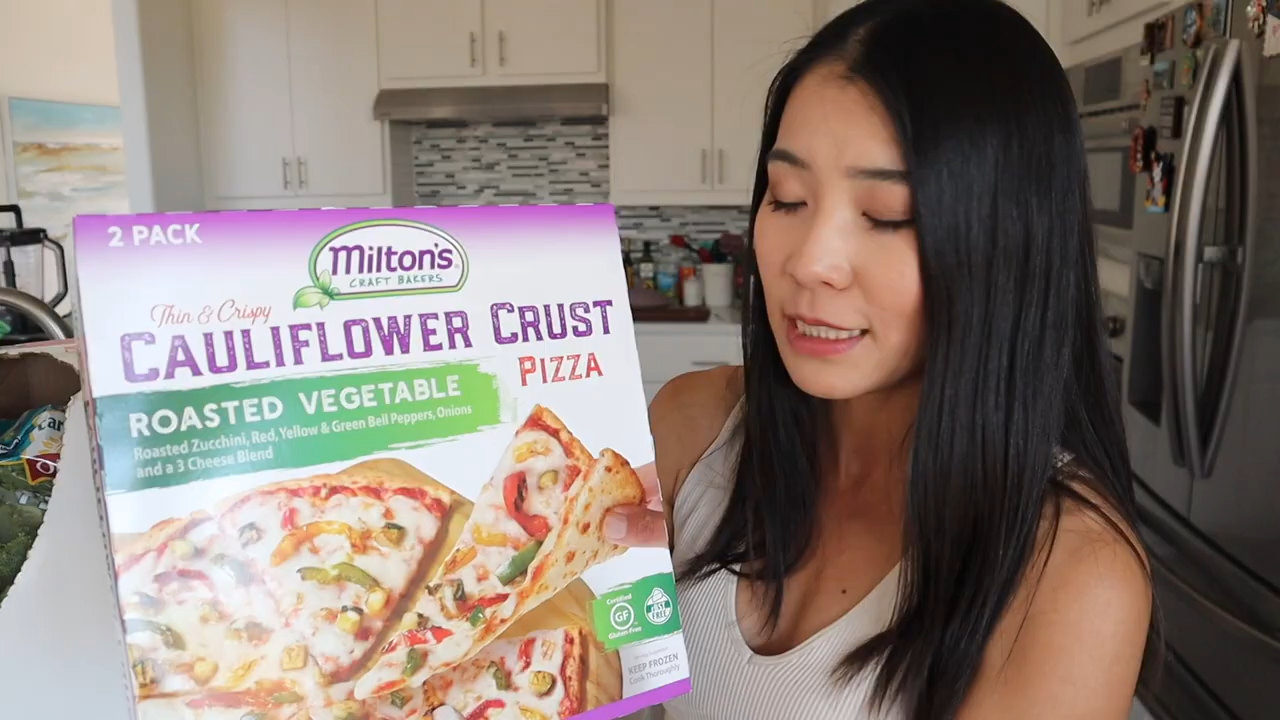 2 PACK
Milton's
CRAFT BAKERS
Thin & Crispy
CAULIFLOWER CRUST
PIZZA
ROASTED VEGETABLE
Roasted Zucchini, Red, Yellow & Green Bell Peppers, Onions
and a 3 Cheese Blend
Certified
GF
Gluten-Free
FREE
KEEP FROZEN
Cook Thoroughly